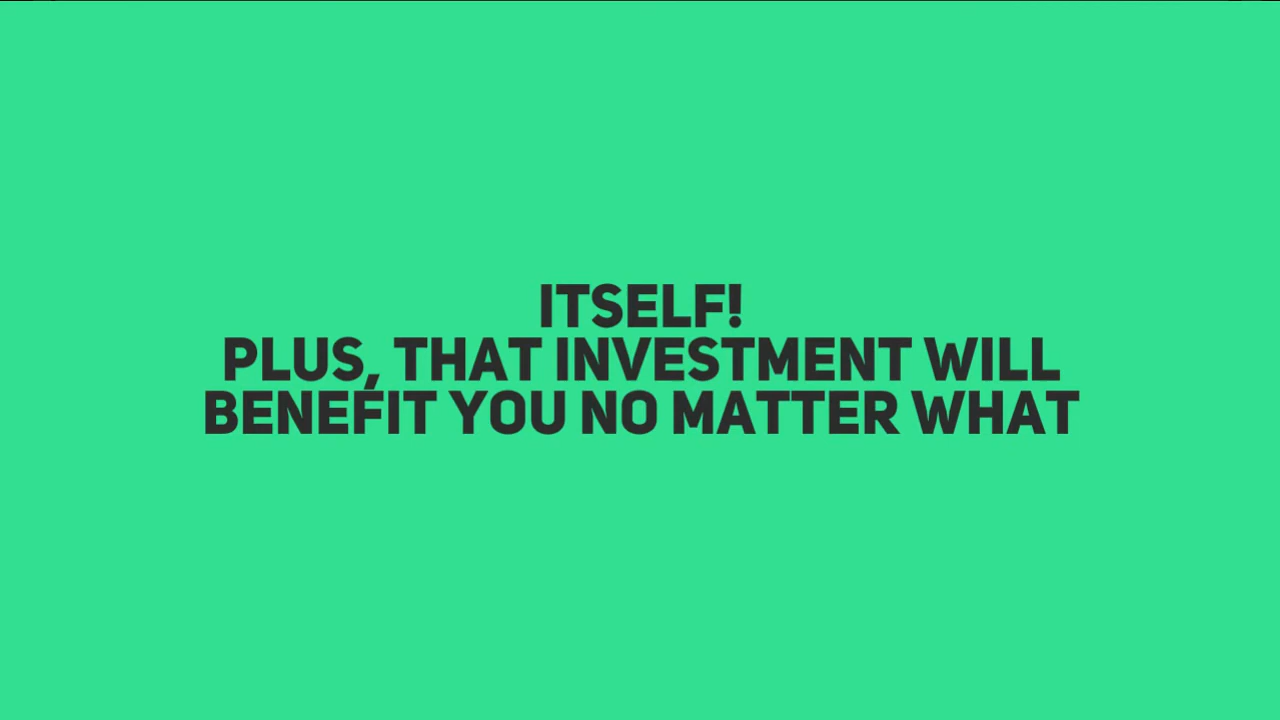 ITSELF!
PLUS, THAT INVESTMENT WILL
BENEFIT YOU NO MATTER WHAT